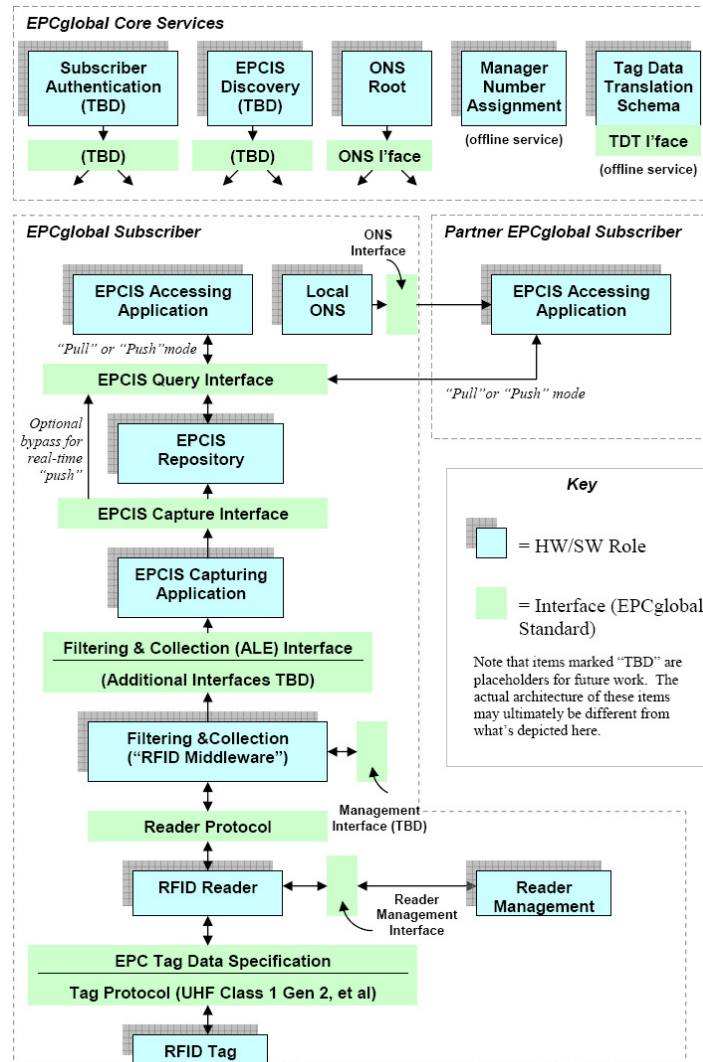 EPCglobal Core Services
Subscriber
Authentication
(TBD)
EPCIS
Discovery
(TBD)
ONS
Root
Manager
Number
Assignment
Tag Data
Translation
Schema
(TBD)
(TBD)
ONS I'face
(offline service)
TDT I'face
(offline service)
EPCglobal Subscriber
ONS
Interface
Partner EPCglobal Subscriber
EPCIS Accessing
Application
Local
ONS
EPCIS Accessing
Application
“Pull” or “Push”mode
EPCIS Query Interface
“Pull”or “Push” mode
Optional
bypass for
real-time
“push”
EPCIS
Repository
EPCIS Capture Interface
EPCIS Capturing
Application
Filtering & Collection (ALE) Interface
(Additional Interfaces TBD)
Filtering &Collection
(“RFID Middleware”)
Management
Interface (TBD)
Reader Protocol
RFID Reader
Reader
Management
Interface
Reader
Management
EPC Tag Data Specification
Tag Protocol (UHF Class 1 Gen 2, et al)
RFID Tag
Key
= HW/SW Role
= Interface (EPCglobal
Standard)
Note that items marked “TBD” are
placeholders for future work. The
actual architecture of these items
may ultimately be different from
what’s depicted here.